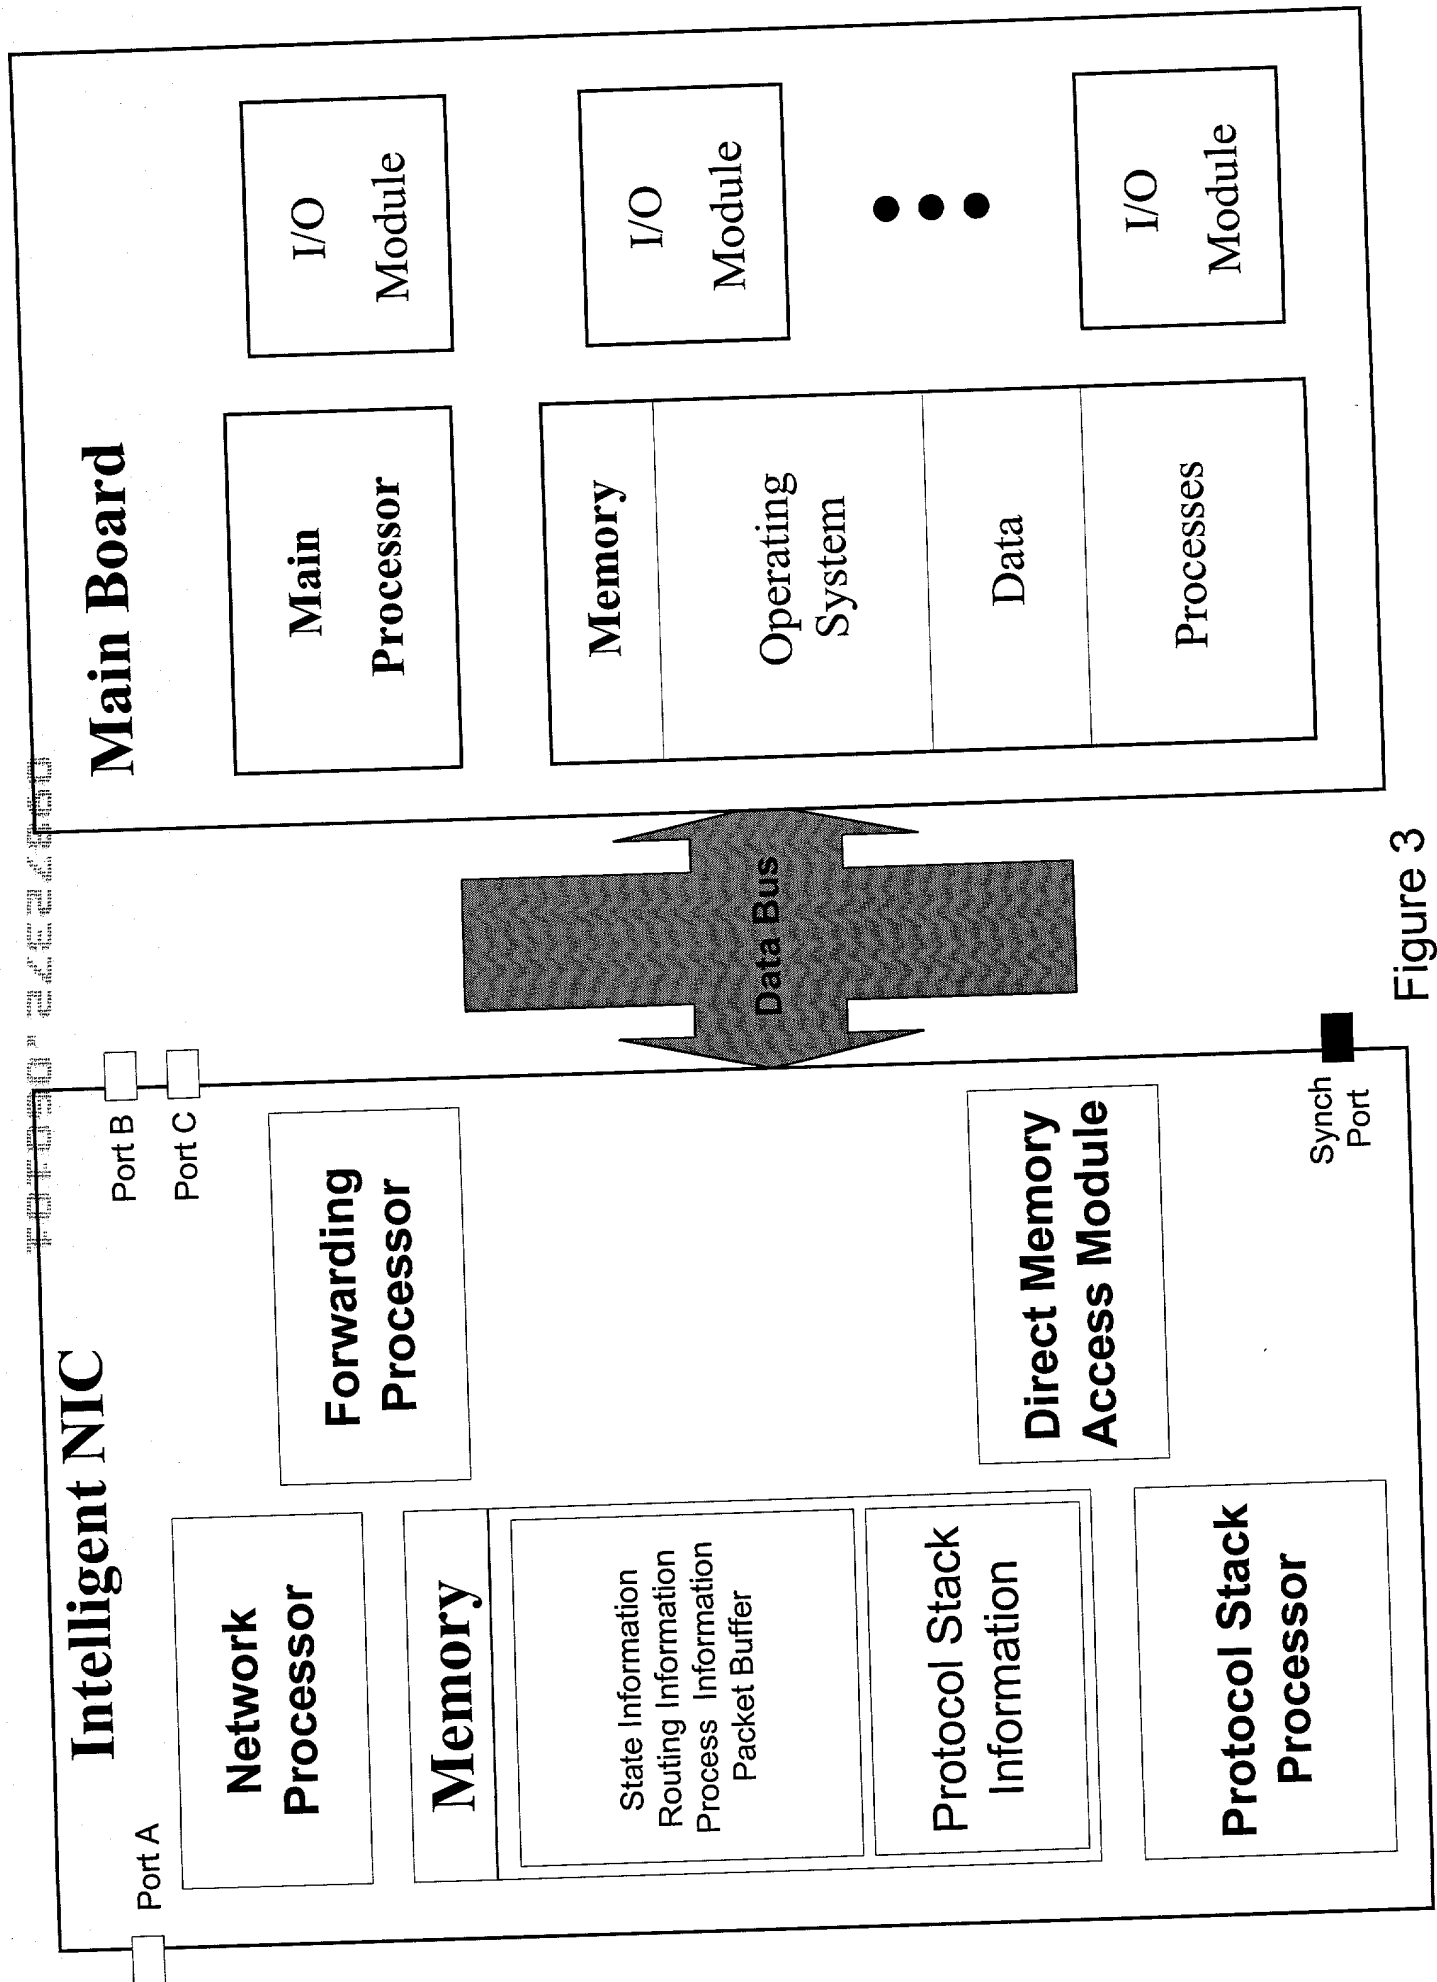 Intelligent NIC
Port A
Port B
Port C
Network
Processor
Forwarding
Processor
Memory
State Information
Routing Information
Process Information
Packet Buffer
Protocol Stack
Information
Direct Memory
Access Module
Protocol Stack
Processor
Synch
Port
Data Bus
Main Board
Main
Processor
I/O
Module
Memory
Operating
System
Data
Processes
I/O
Module
I/O
Module
Figure 3